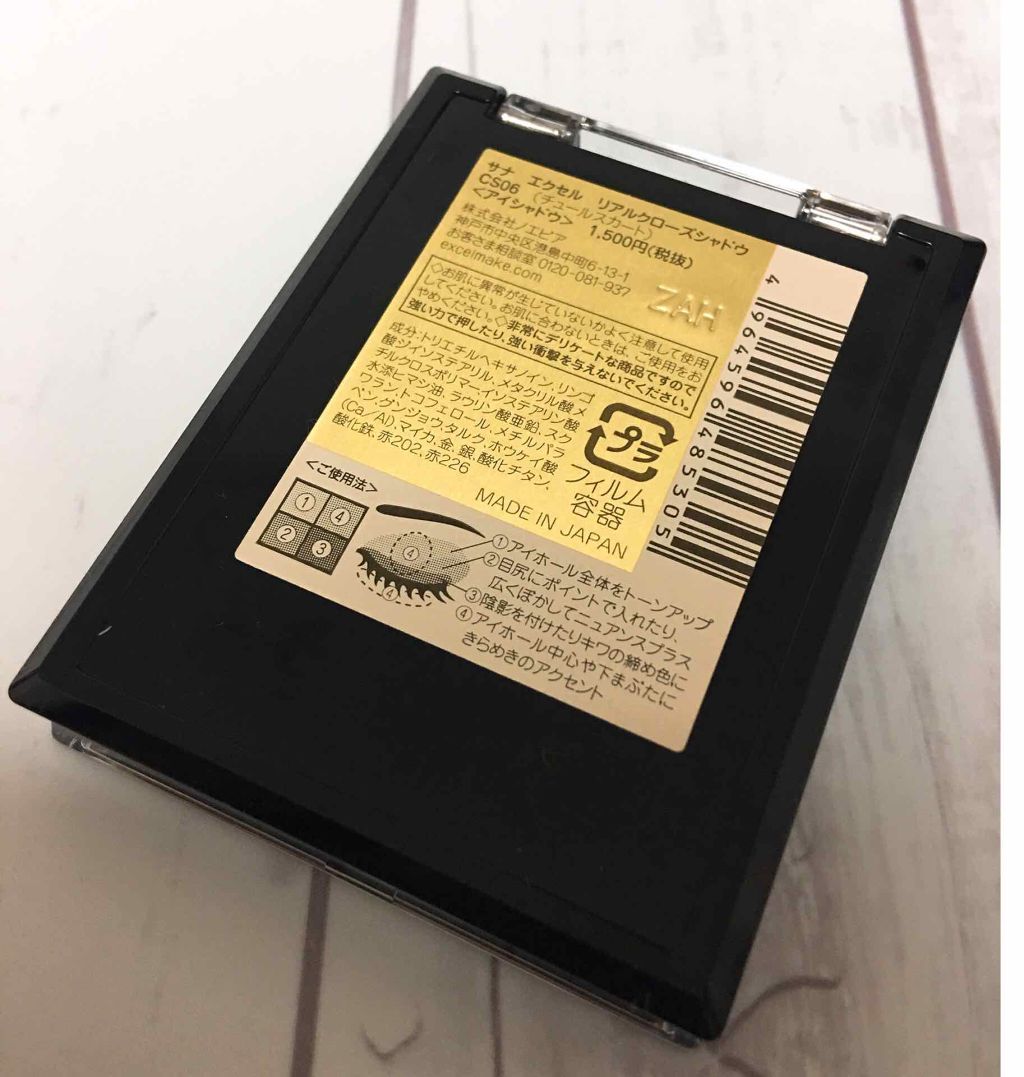 サナ エクセル リアルクローズシャドウ
CS06 (チュールスカート)
<アイシャドウ> 1,500円(税抜)
株式会社ノエビア
神戸市中央区港島中町6-13-1
お客さま相談室 0120-081-937
excelmake.com
ZAH
◇お肌に異常が生じていないかよく注意して使用
してください。お肌に合わないときは、ご使用をお
やめください。◇非常にデリケートな商品ですので
強い力で押したり、強い衝撃を与えないでください。
成分:トリエチルヘキサノイン、リンゴ
酸ジイソステアリル、メタクリル酸メ
チルクロスポリマー、イソステアリン酸
水添ヒマシ油、ラウリン酸亜鉛、スク
ワラン、トコフェロール、メチルパラ
ベン、グンジョウ、タルク、ホウケイ酸
(Ca/Al)、マイカ、金、銀、酸化チタン、
酸化鉄、赤202、赤226
プラ
フィルム
容器
MADE IN JAPAN
4 964596 485305
<ご使用法>
① ④
② ③
④
④
①アイホール全体をトーンアップ
②目尻にポイントで入れたり、
広くぼかしてニュアンスプラス
③陰影を付けたりキワの締め色に
④アイホール中心や下まぶたに
きらめきのアクセント